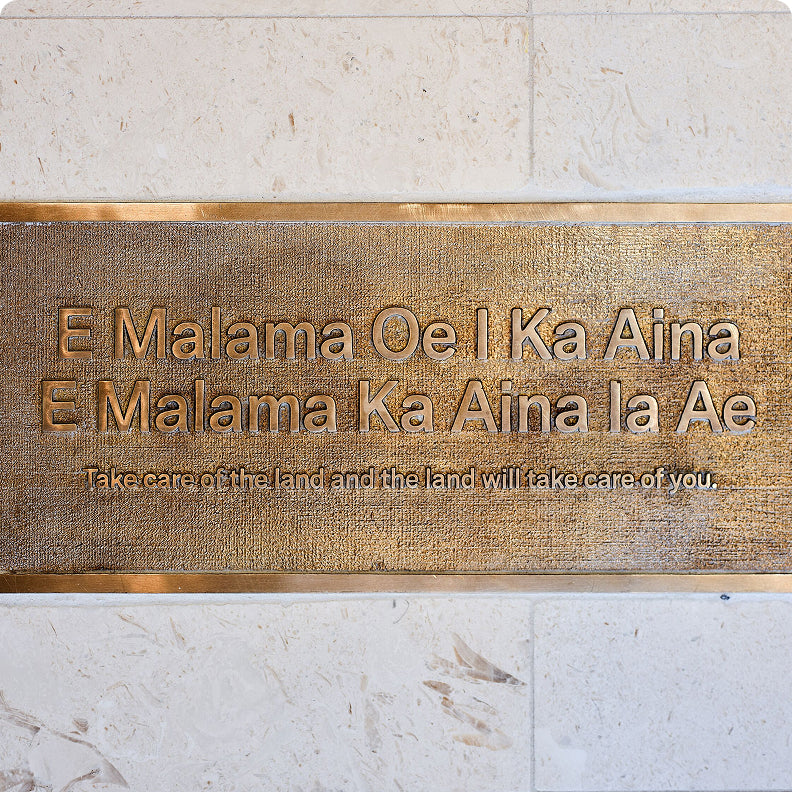 E Malama Oe I Ka Aina
E Malama Ka Aina Ia Ae
Take care of the land and the land will take care of you.